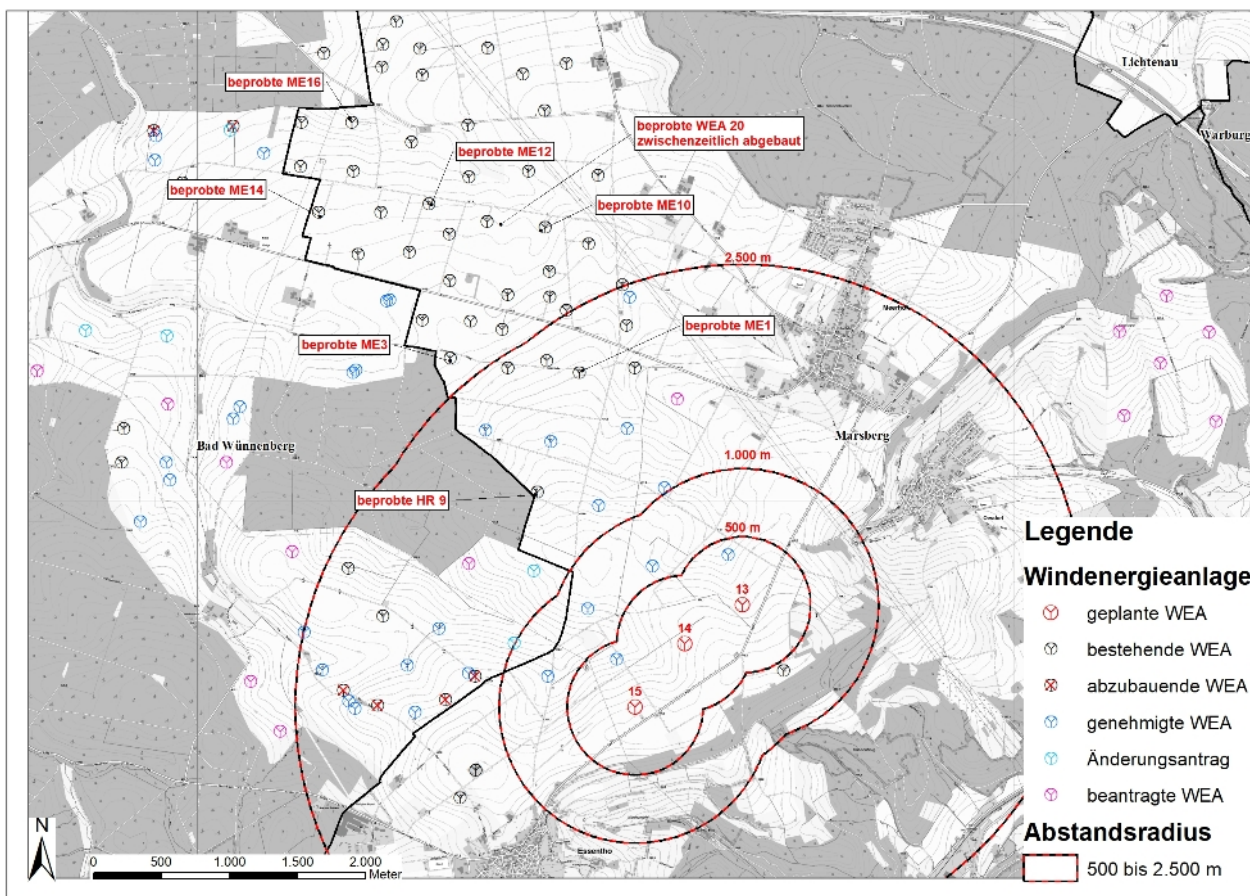 Lichtenau
beprobte ME16
beprobte WEA 20
zwischenzeitlich abgebaut
Warburg
beprobte ME12
beprobte ME14
beprobte ME10
2.500 m
beprobte ME1
beprobte ME3
Marsberg
Bad Wünnenberg
1.000 m
beprobte HR 9
500 m
13
14
15
Essentho
N
0 500 1.000 1.500 2.000
Meter
Legende
Windenergieanlage
geplante WEA
bestehende WEA
abzubauende WEA
genehmigte WEA
Änderungsantrag
beantragte WEA
Abstandsradius
500 bis 2.500 m